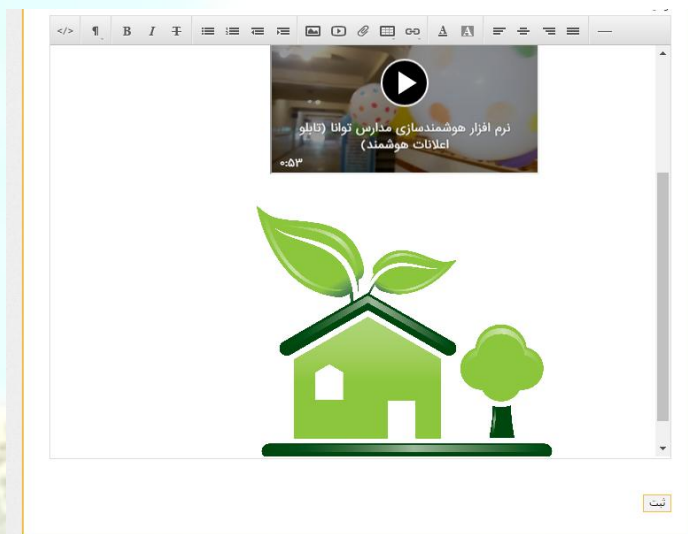 </> ¶ B I T
A A
نرم افزار هوشمندسازی مدارس توانا (تابلو
اعلانات هوشمند)
۰:۵۳
ثبت